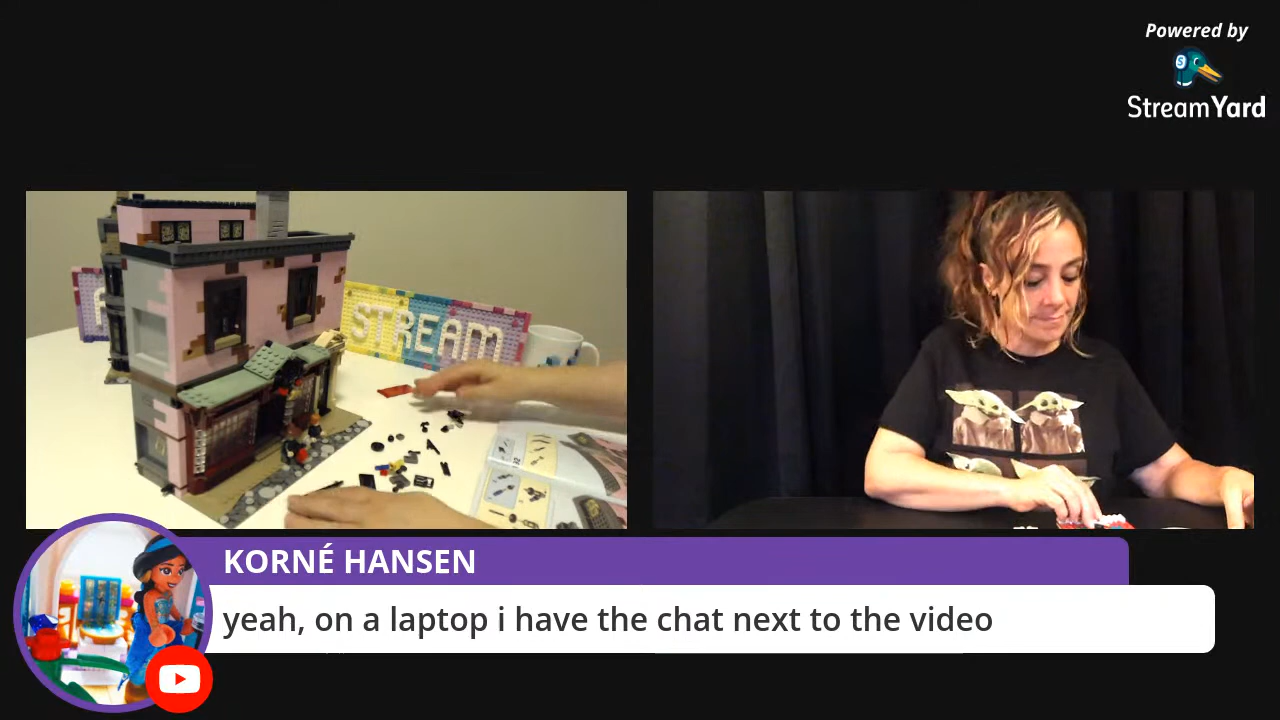 Powered by
StreamYard
STREAM
KORNÉ HANSEN
yeah, on a laptop i have the chat next to the video